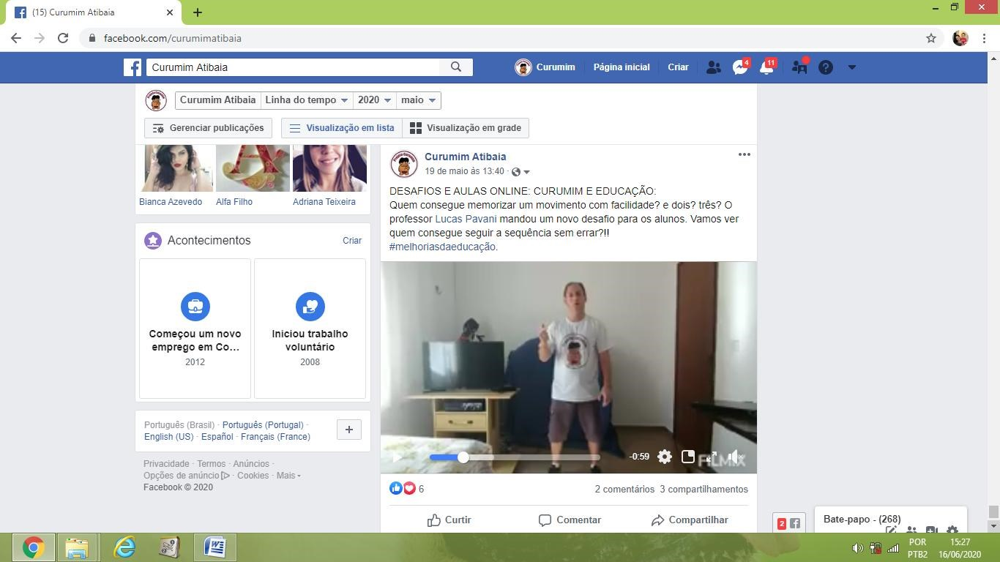 (15) Curumim Atibaia
facebook.com/curumimatibaia
Curumim Atibaia
Curumim
Página inicial
Criar
4
11
Curumim Atibaia
Linha do tempo
2020
maio
Gerenciar publicações
Visualização em lista
Visualização em grade
Bianca Azevedo
Alfa Filho
Adriana Teixeira
Acontecimentos
Criar
Começou um novo
emprego em Co...
2012
Iniciou trabalho
voluntário
2008
Português (Brasil) · Português (Portugal) ·
English (US) · Español · Français (France)
Privacidade · Termos · Anúncios ·
Opções de anúncio · Cookies · Mais
Facebook © 2020
Curumim Atibaia
19 de maio às 13:40 ·
DESAFIOS E AULAS ONLINE: CURUMIM E EDUCAÇÃO:
Quem consegue memorizar um movimento com facilidade? e dois? três? O
professor Lucas Pavani mandou um novo desafio para os alunos. Vamos ver
quem consegue seguir a sequência sem errar?!!
#melhoriasdaeducação.
-0:59
FILMIX
6
2 comentários 3 compartilhamentos
Curtir
Comentar
Compartilhar
2
Bate-papo - (268)
POR
PTB2
15:27
16/06/2020